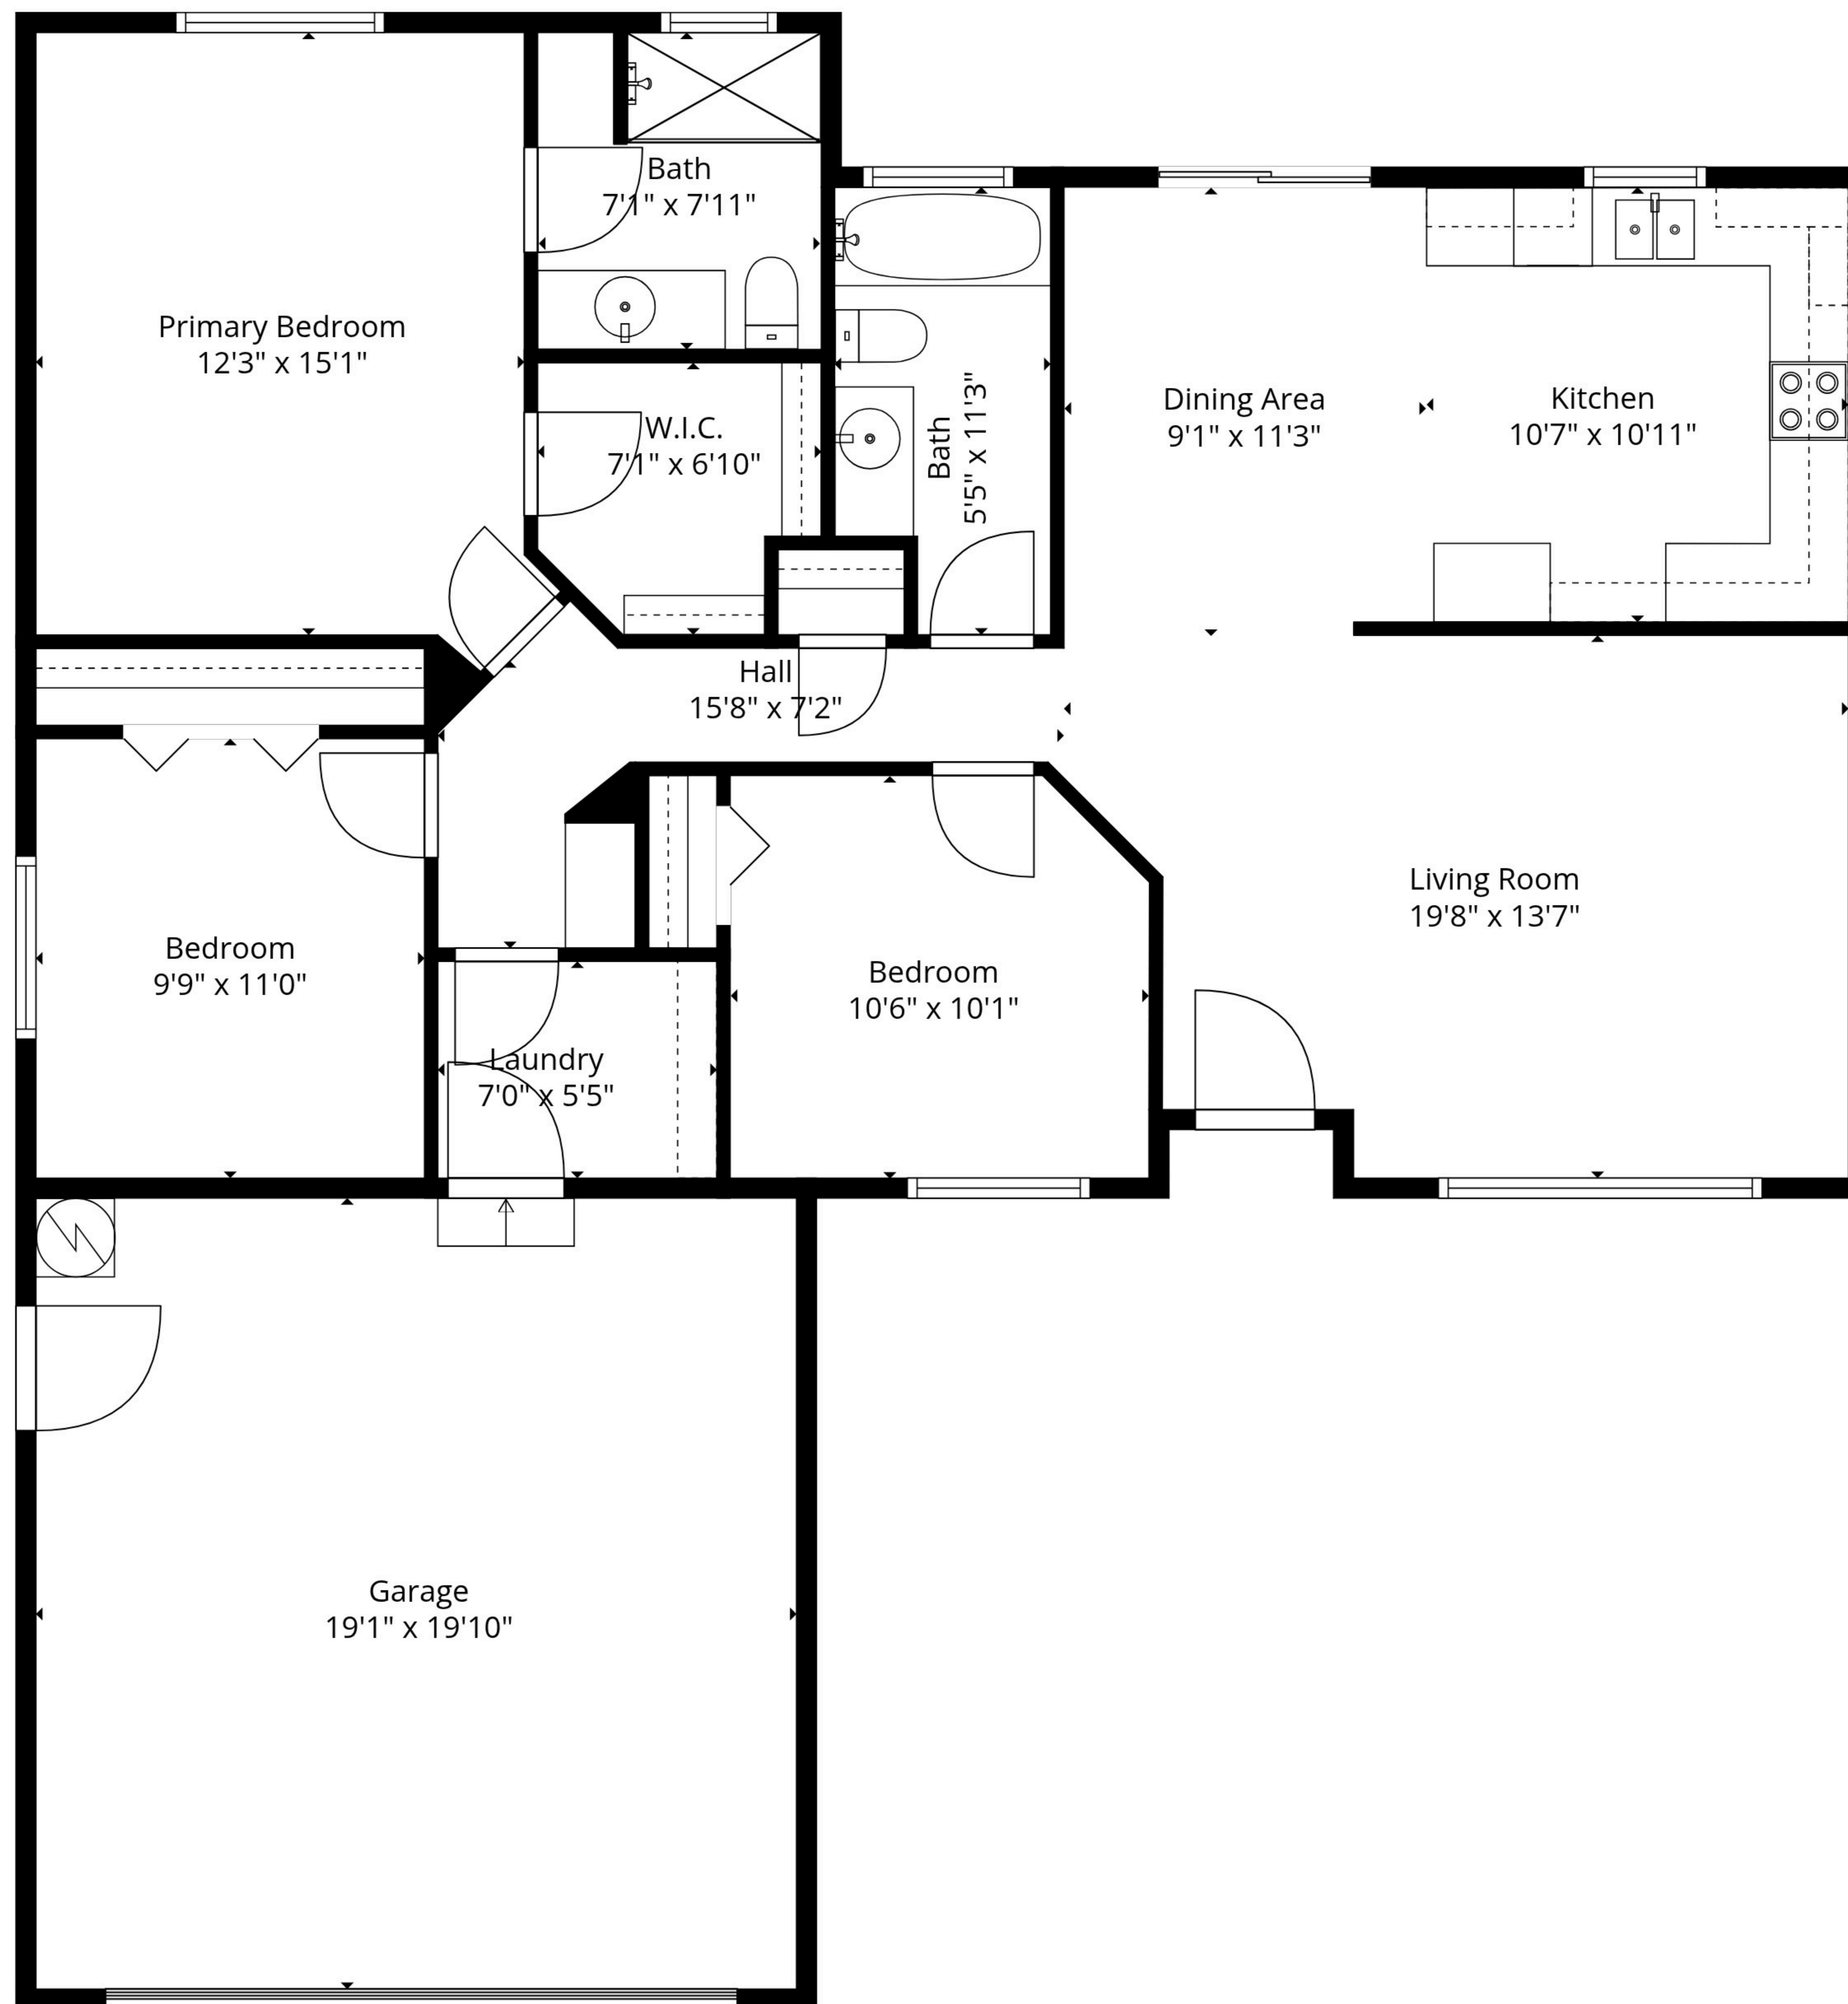 Bath
7'1" x 7'11"
Primary Bedroom
12'3" x 15'1"
W.I.C.
7'1" x 6'10"
Bath
5'5" x 11'3"
Dining Area
9'1" x 11'3"
Kitchen
10'7" x 10'11"
Hall
15'8" x 7'2"
Living Room
19'8" x 13'7"
Bedroom
9'9" x 11'0"
Bedroom
10'6" x 10'1"
Laundry
7'0" x 5'5"
Garage
19'1" x 19'10"